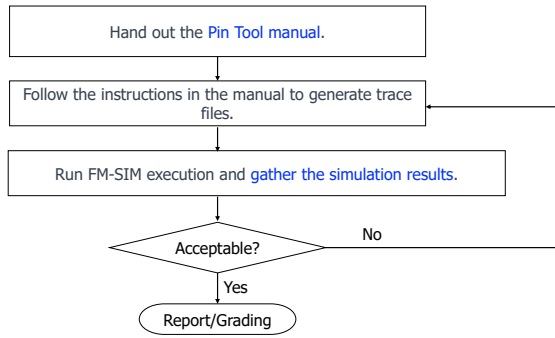 Hand out the Pin Tool manual.
Follow the instructions in the manual to generate trace
files.
Run FM-SIM execution and gather the simulation results.
Acceptable?
No
Yes
Report/Grading